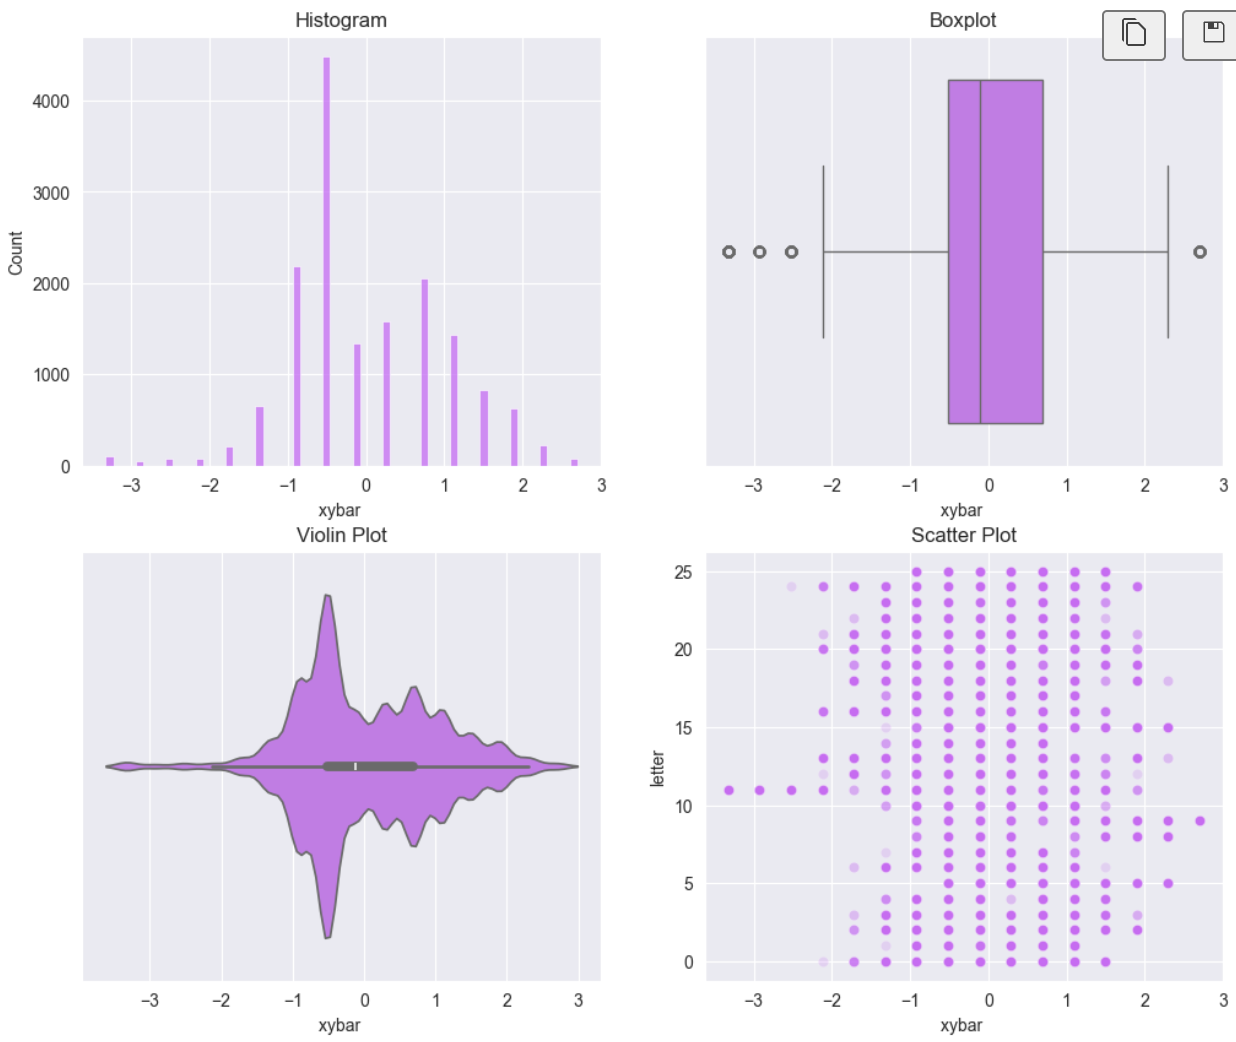 Histogram
4000
3000
2000
1000
0
Count
−3 −2 −1 0 1 2 3
xybar
Boxplot
−3 −2 −1 0 1 2 3
xybar
Violin Plot
−3 −2 −1 0 1 2 3
xybar
Scatter Plot
25
20
15
10
5
0
letter
−3 −2 −1 0 1 2 3
xybar